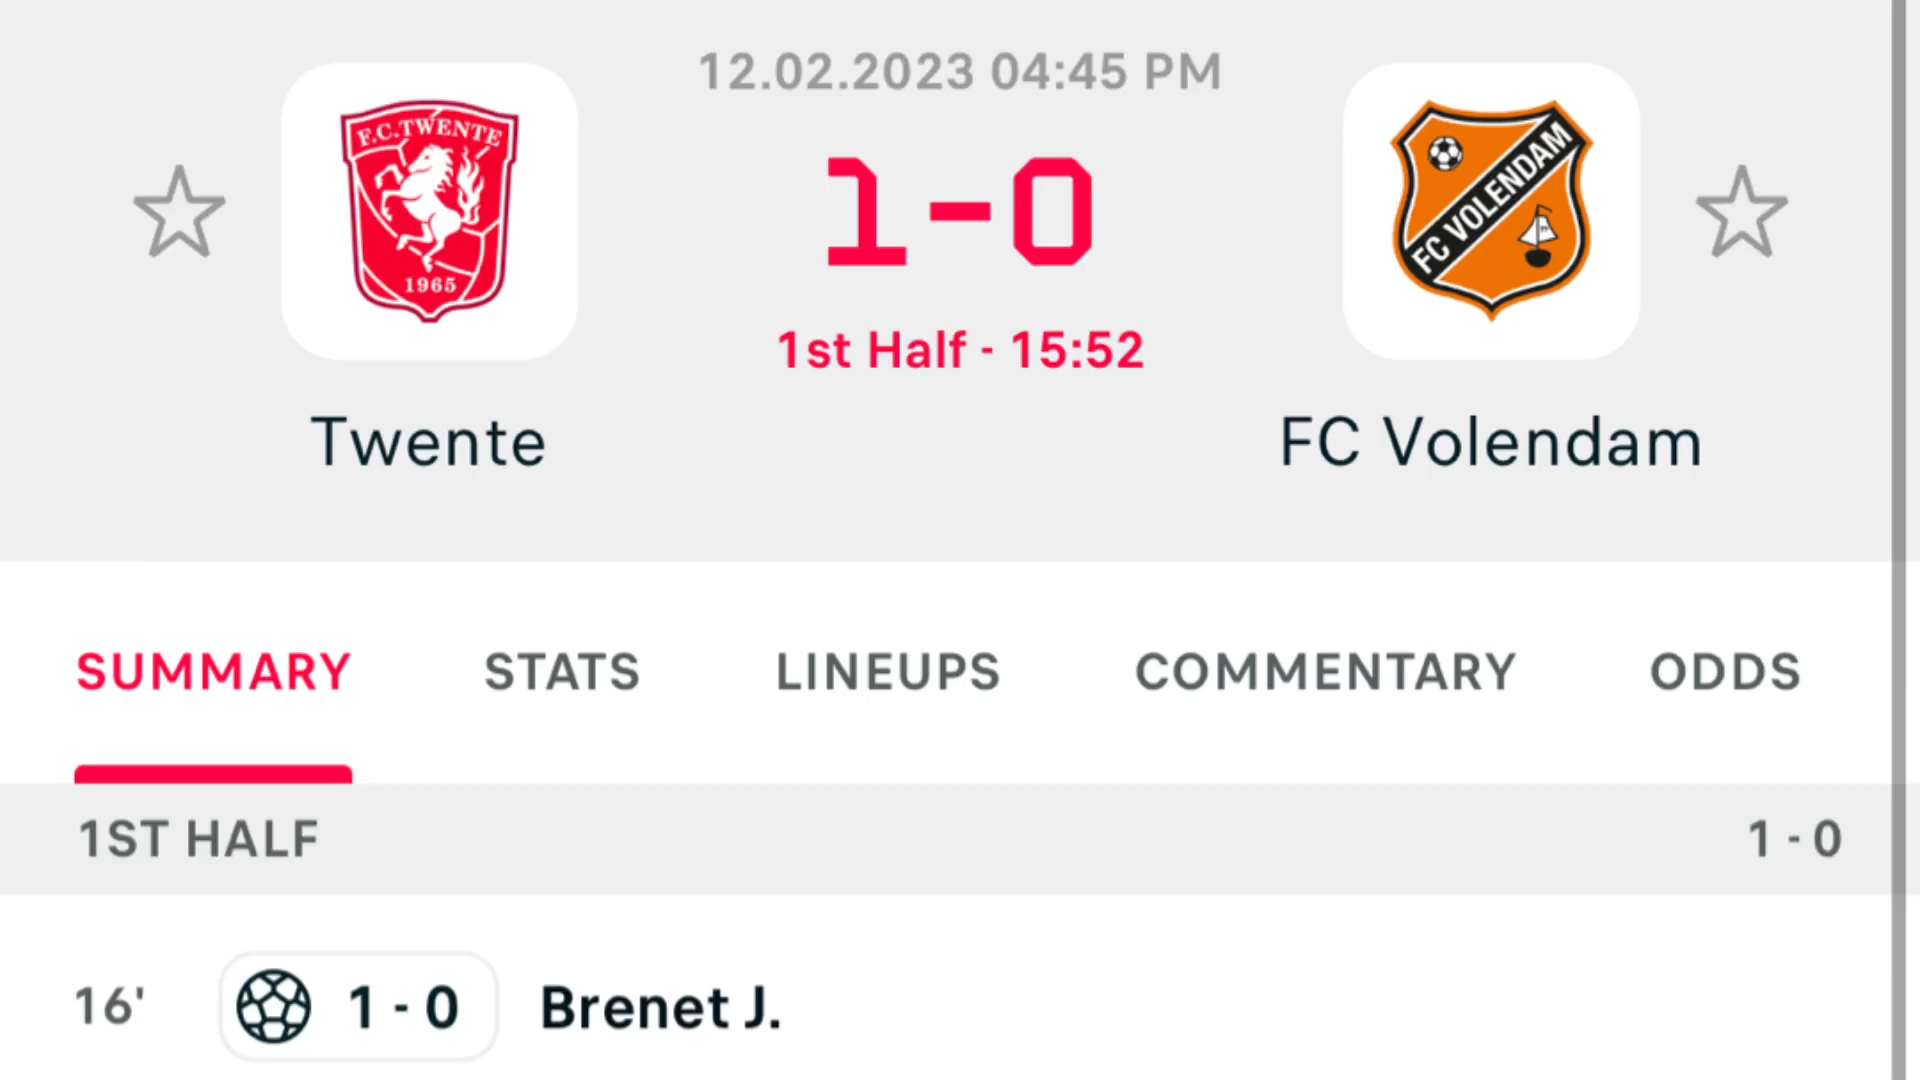 12.02.2023 04:45 PM
F.C.TWENTE
1965
1-0
FC VOLENDAM
1st Half - 15:52
Twente
FC Volendam
SUMMARY STATS LINEUPS COMMENTARY ODDS
1ST HALF 1 - 0
16' 1 - 0 Brenet J.